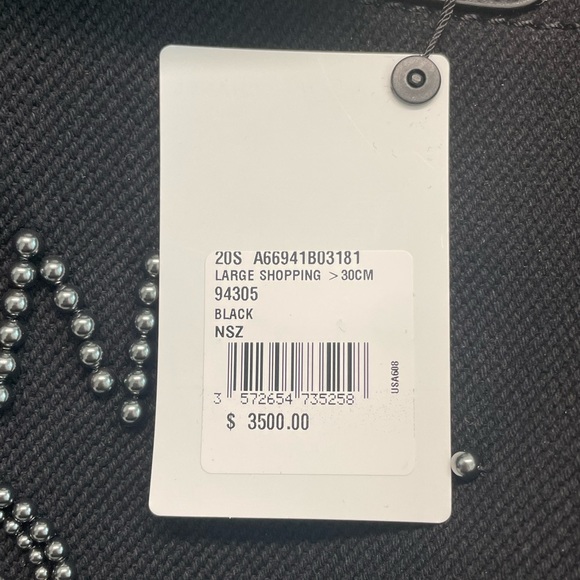 20S A66941B03181
LARGE SHOPPING >30CM
94305
BLACK
NSZ
3 572654 735258
USA608
$ 3500.00
N